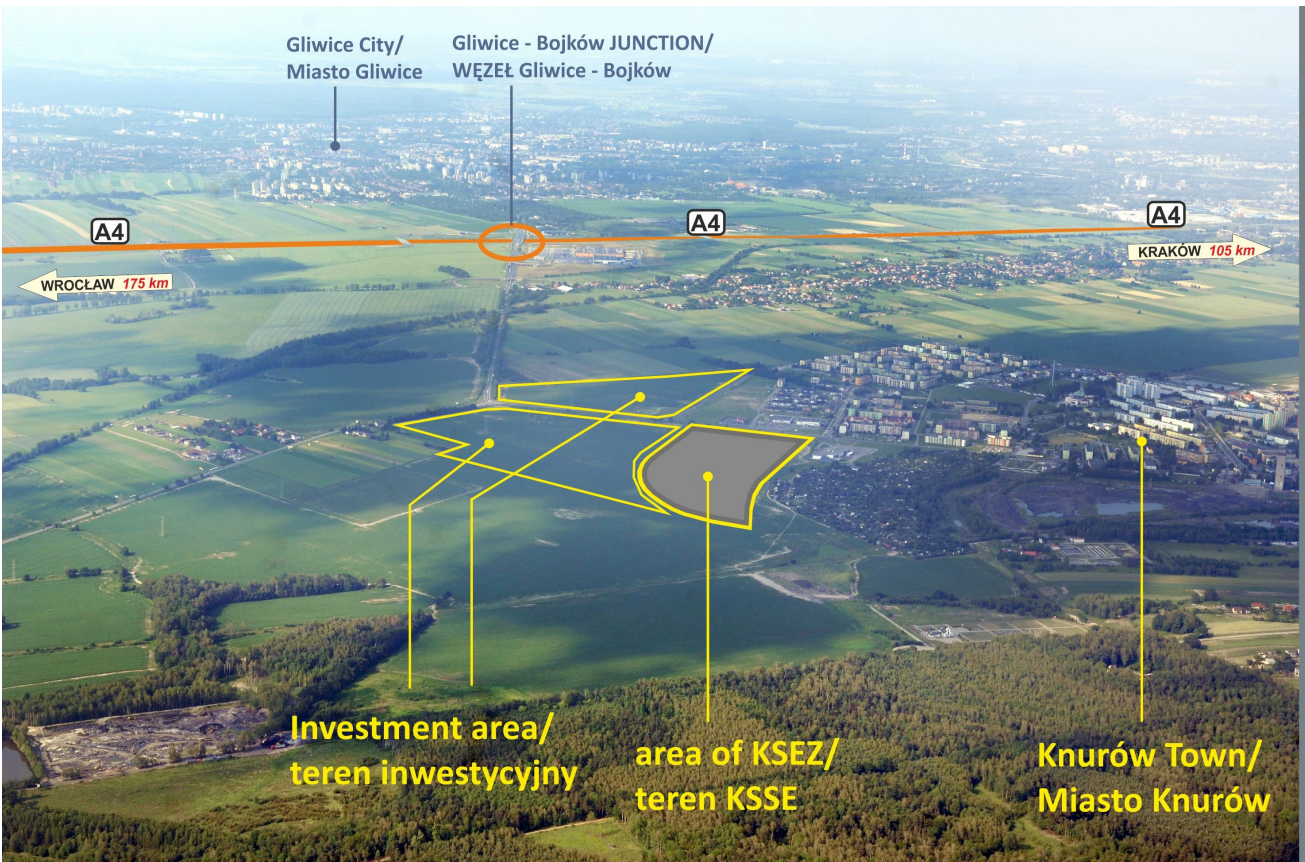 Gliwice City/
Miasto Gliwice
Gliwice - Bojków JUNCTION/
WĘZEŁ Gliwice - Bojków
A4
A4
A4
WROCŁAW 175 km
KRAKÓW 105 km
Investment area/
teren inwestycyjny
area of KSEZ/
teren KSSE
Knurów Town/
Miasto Knurów